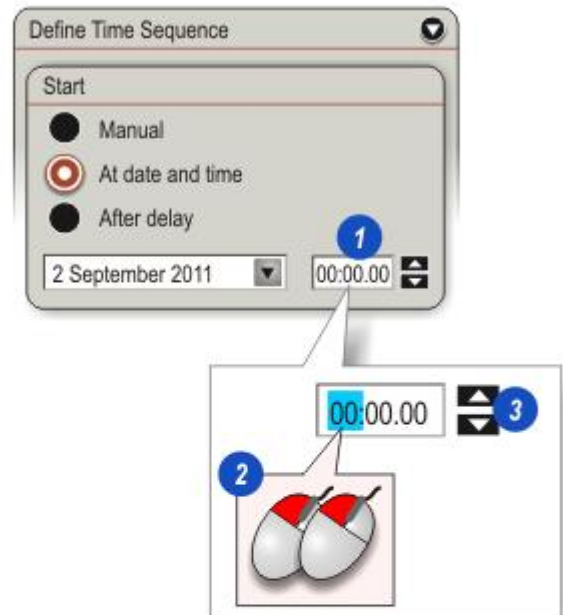 Define Time Sequence
Start
Manual
At date and time
After delay
1
2 September 2011 00:00.00
00:00.00 3
2